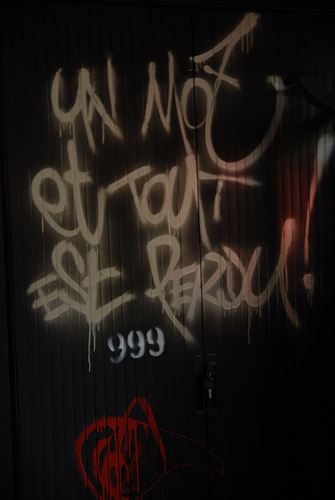 UN MOT
et TOUT
EST PERDU!
999